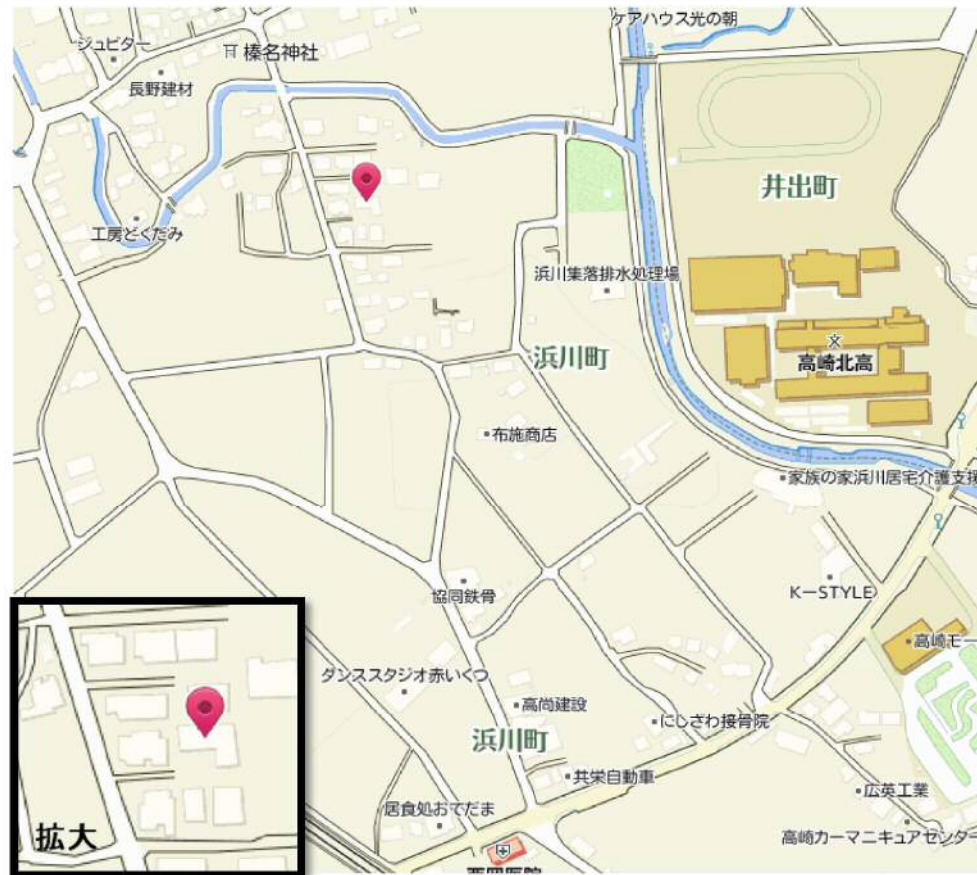 ケアハウス光の朝
ジュピター
榛名神社
長野建材
井出町
工房どくだみ
浜川集落排水処理場
浜川町
高崎北高
布施商店
家族の家浜川居宅介護支援
協同鉄骨
K-STYLE
高崎モー
ダンススタジオ赤いくつ
高尚建設
にしざわ接骨院
浜川町
共栄自動車
広英工業
拡大
居食処おてだま
高崎カーマニキュアセンター